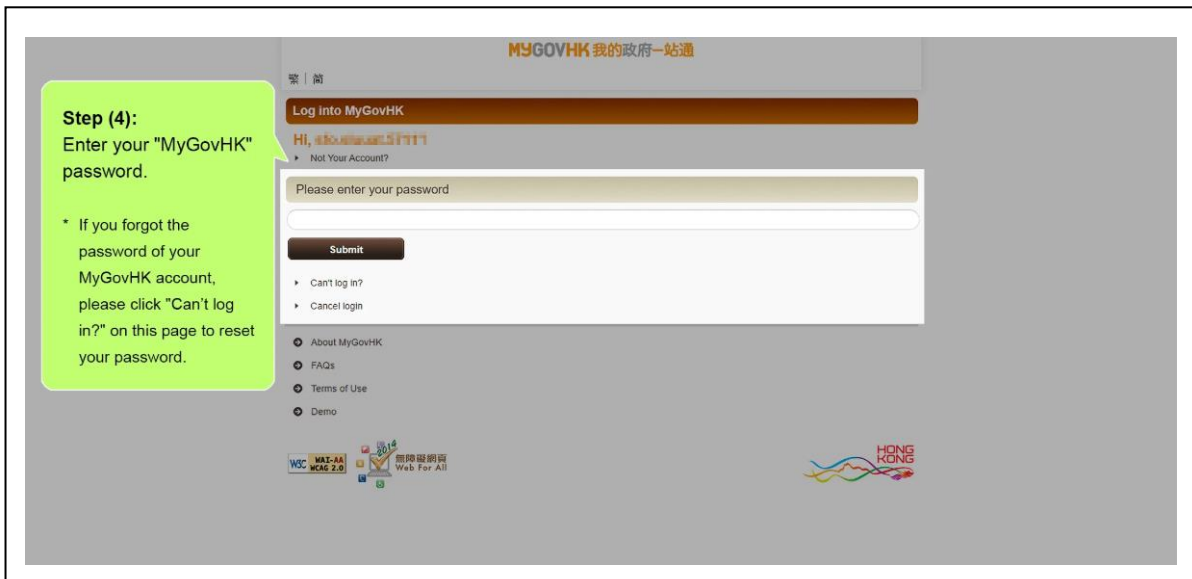 MYGOVHK 我的政府一站通
繁 | 簡
Log into MyGovHK
Hi,
Not Your Account?
Step (4):
Enter your "MyGovHK"
password.
* If you forgot the
password of your
MyGovHK account,
please click "Can't log
in?" on this page to reset
your password.
Please enter your password
Submit
Can't log in?
Cancel login
About MyGovHK
FAQs
Terms of Use
Demo
W3C WAI-AA
WCAG 2.0
2014
無障礙網頁
Web For All
HONG
KONG